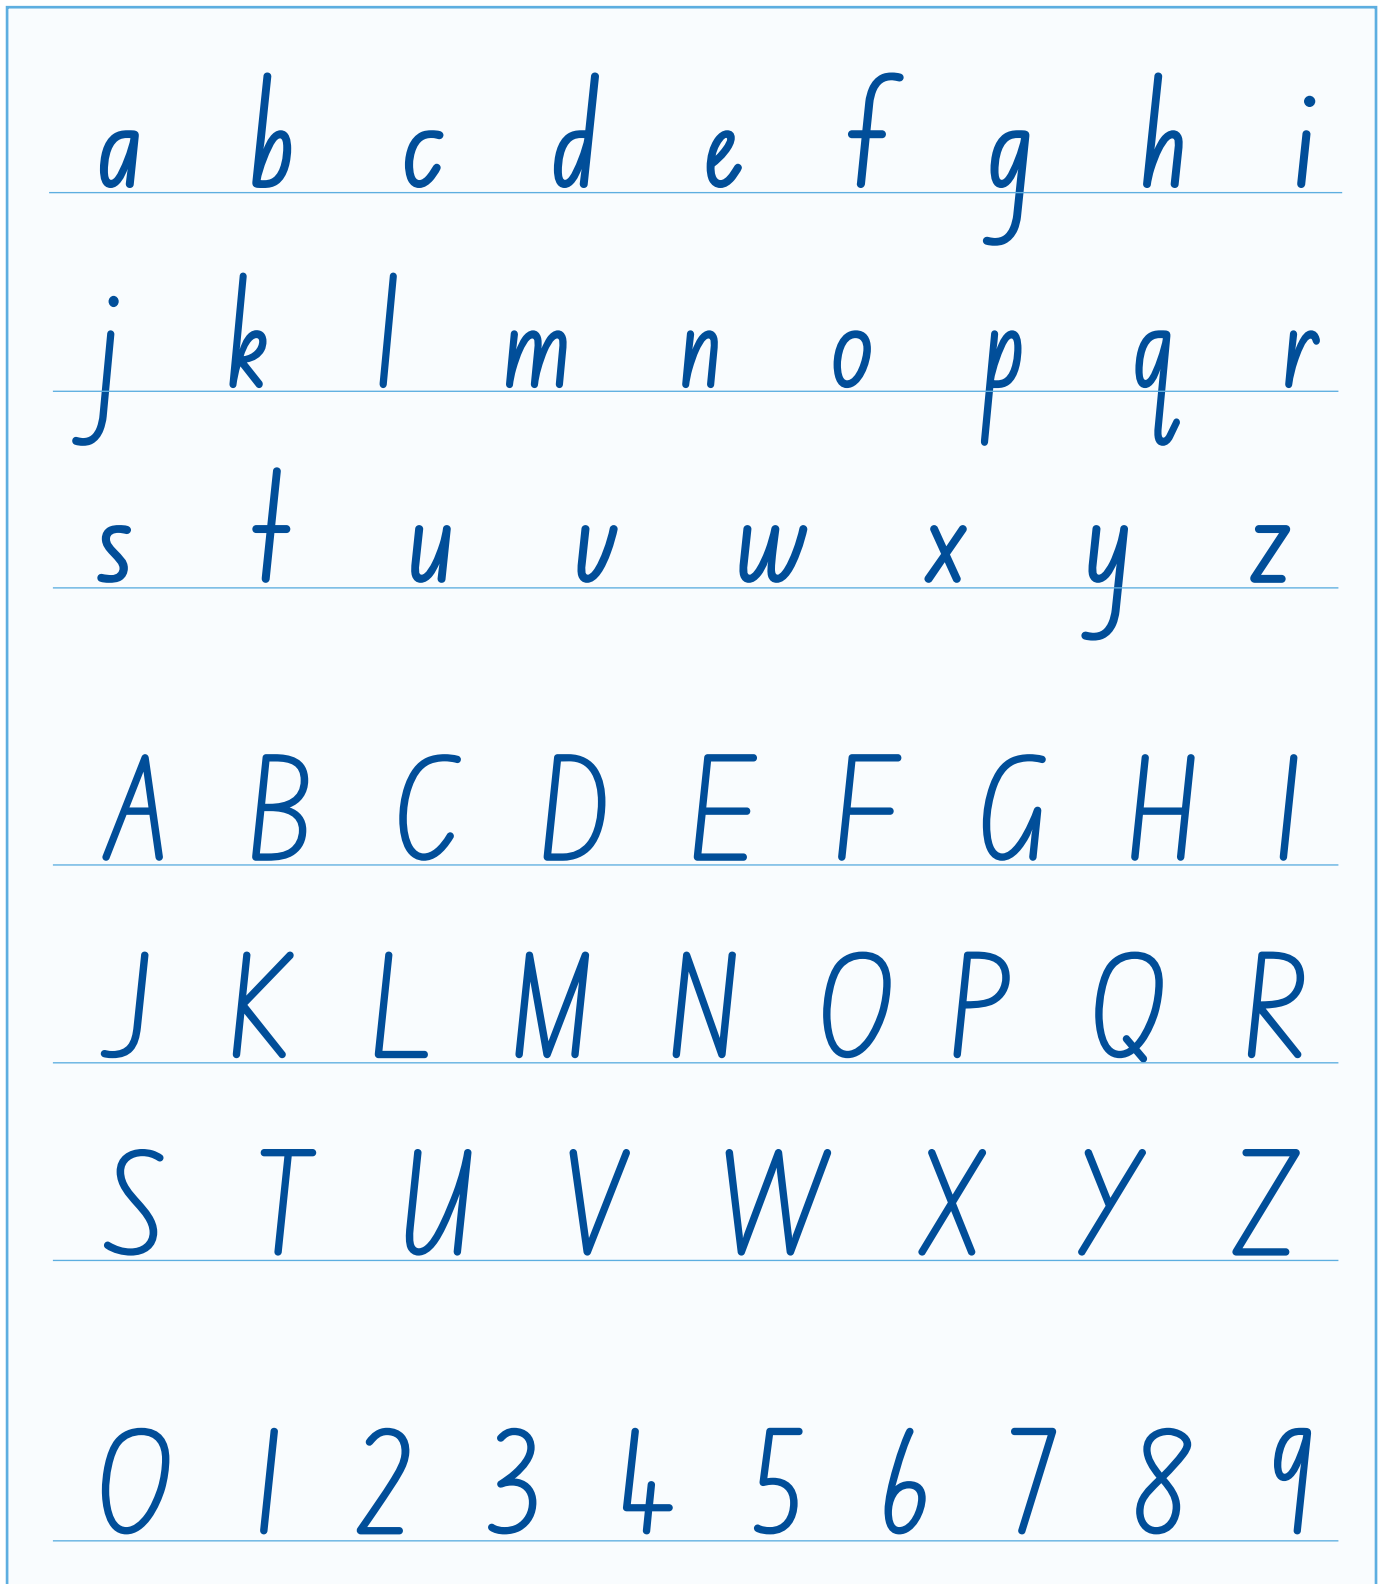 a b c d e f g h i
j k l m n o p q r
s t u v w x y z
A B C D E F G H I
J K L M N O P Q R
S T U V W X Y Z
0 1 2 3 4 5 6 7 8 9